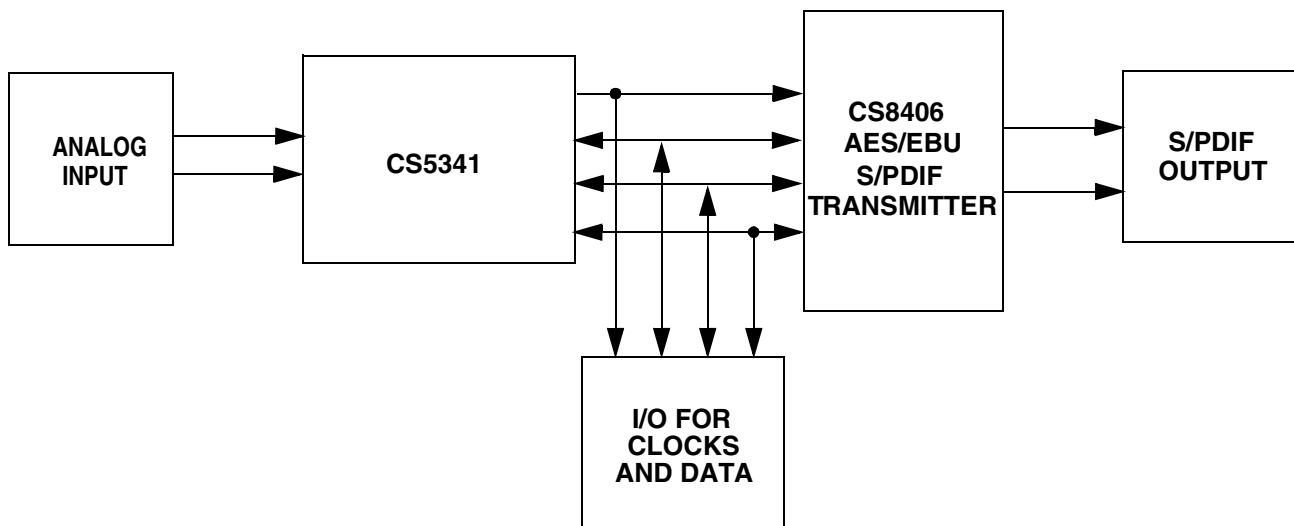 ANALOG
INPUT
CS5341
CS8406
AES/EBU
S/PDIF
TRANSMITTER
S/PDIF
OUTPUT
I/O FOR
CLOCKS
AND DATA